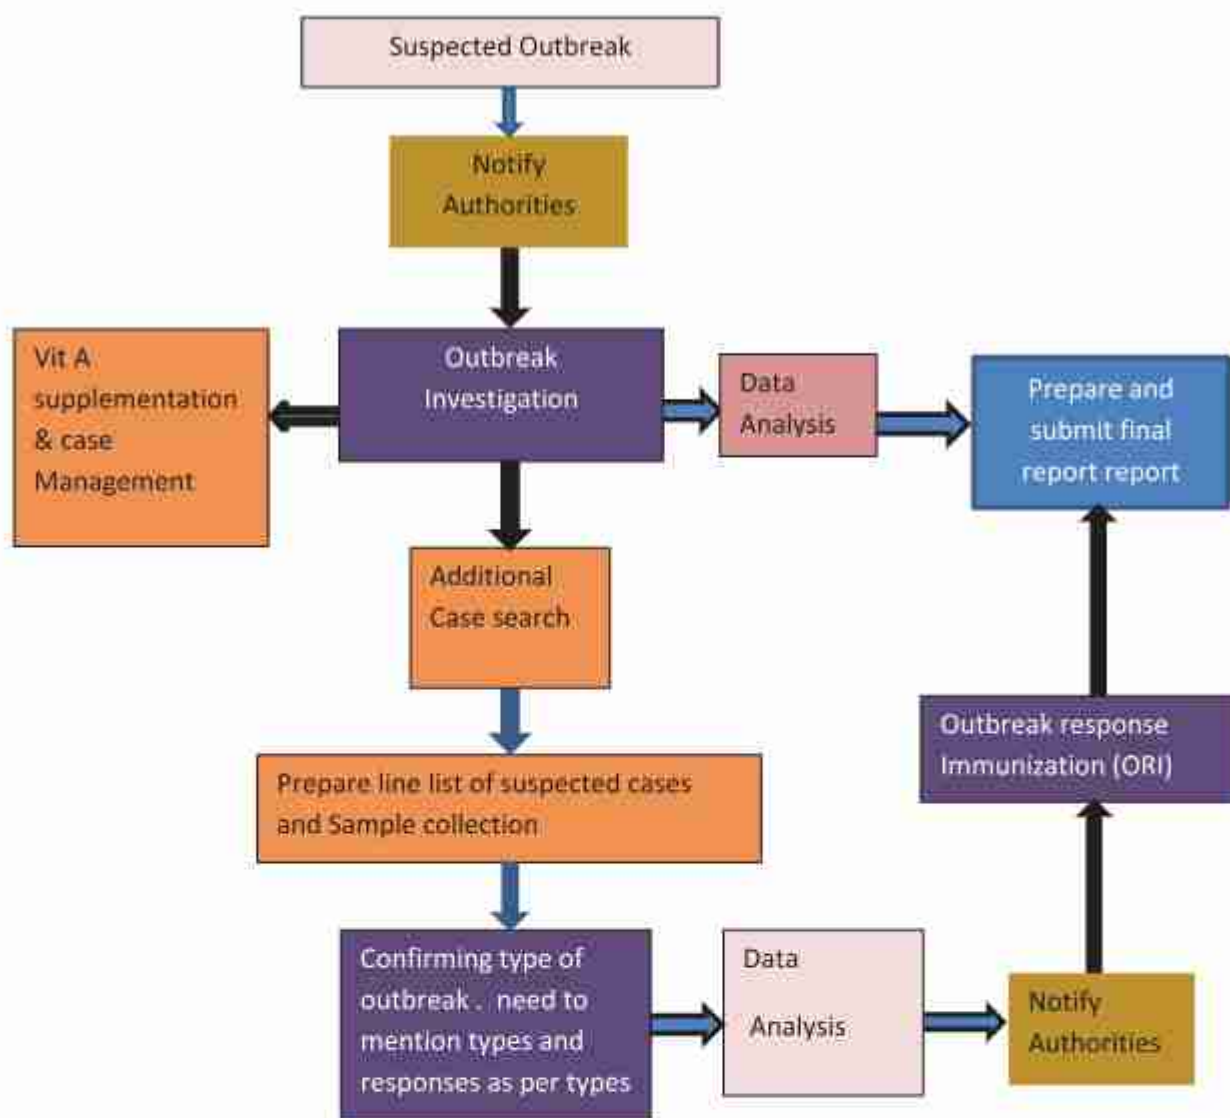 Suspected Outbreak
Notify
Authorities
Vit A
supplementation
& case
Management
Outbreak
Investigation
Data
Analysis
Prepare and
submit final
report report
Additional
Case search
Outbreak response
Immunization (ORI)
Prepare line list of suspected cases
and Sample collection
Confirming type of
outbreak . need to
mention types and
responses as per types
Data
Analysis
Notify
Authorities